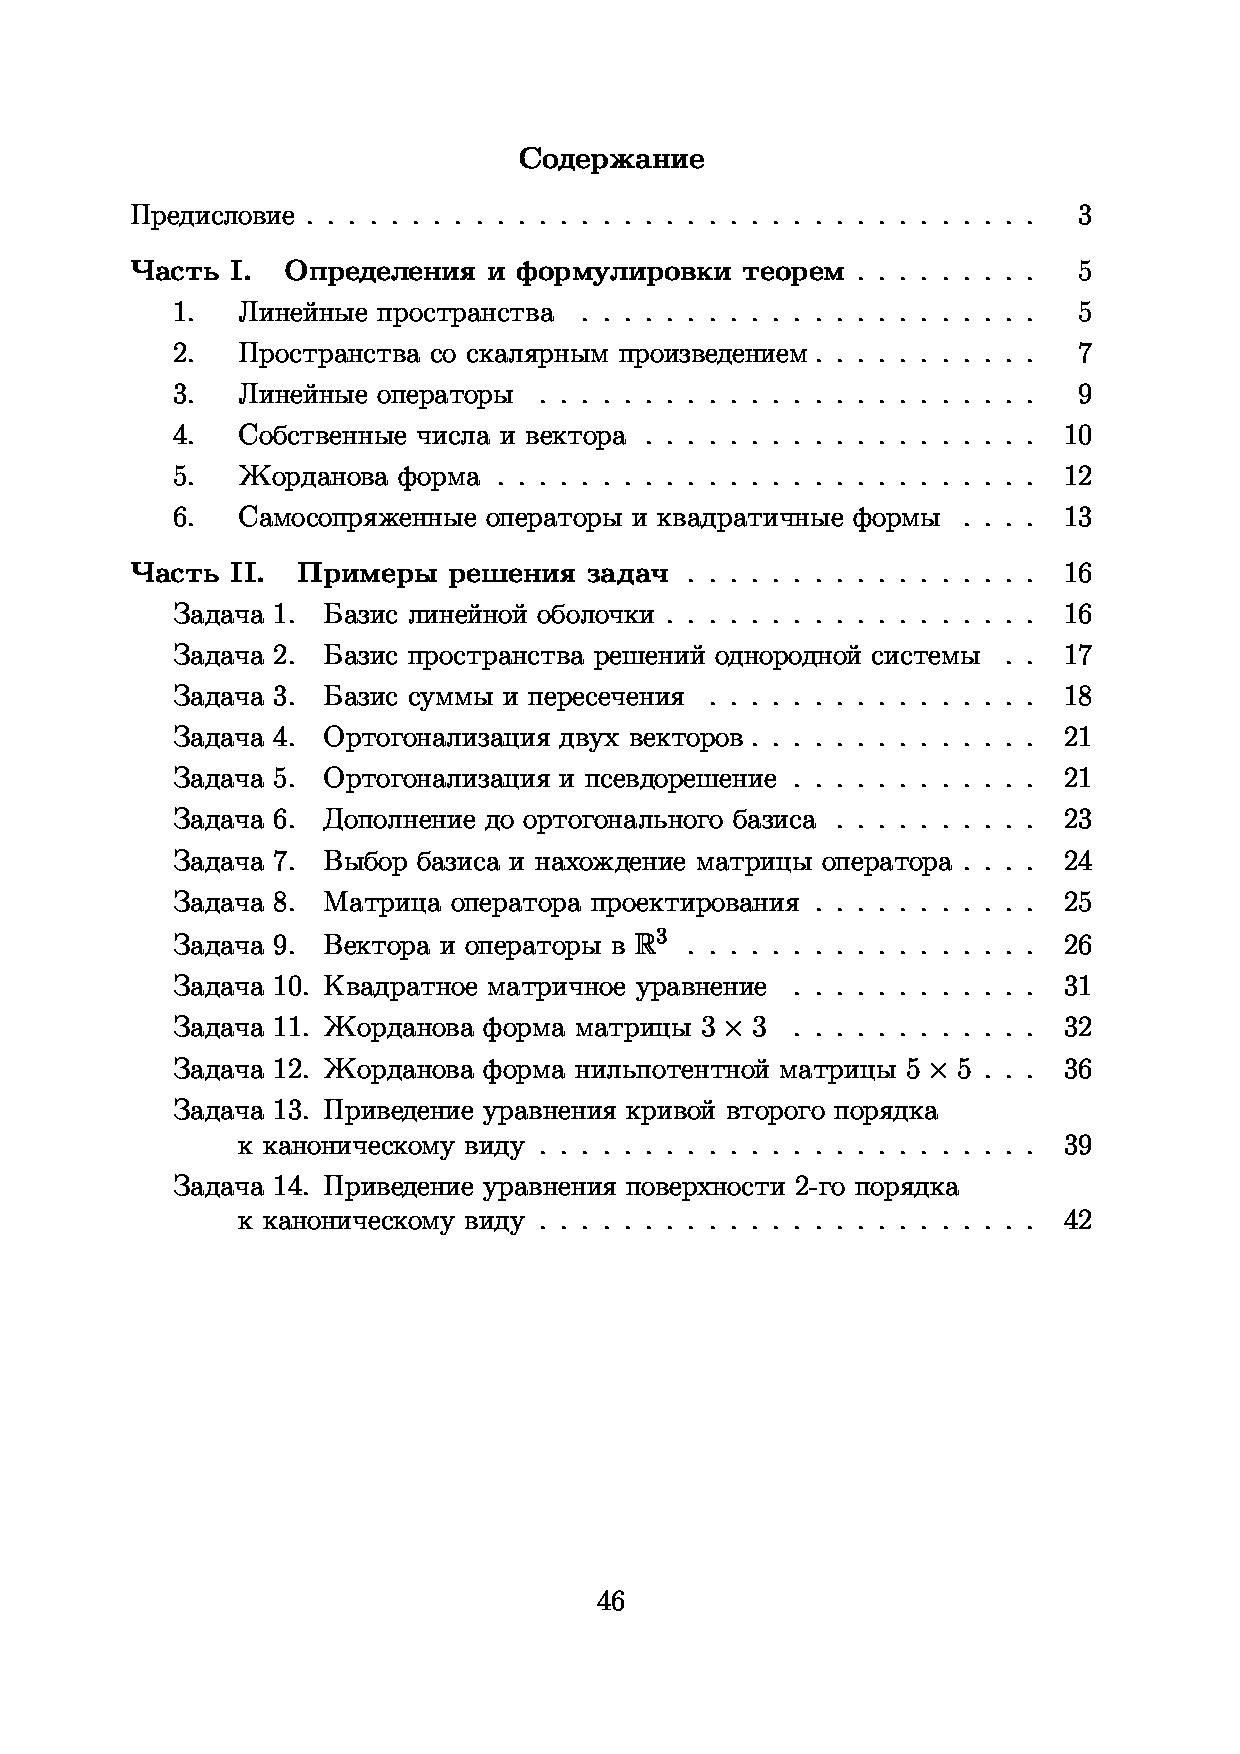 Содержание
Предисловие . . . . . . . . . . . . . . . . . . . . . . . . . . . . . . . . . . . 3
Часть I. Определения и формулировки теорем . . . . . . . . . 5
1. Линейные пространства . . . . . . . . . . . . . . . . . . . . . . 5
2. Пространства со скалярным произведением . . . . . . . . . . . 7
3. Линейные операторы . . . . . . . . . . . . . . . . . . . . . . . . 9
4. Собственные числа и вектора . . . . . . . . . . . . . . . . . . . 10
5. Жорданова форма . . . . . . . . . . . . . . . . . . . . . . . . . . 12
6. Самосопряженные операторы и квадратичные формы . . . . 13
Часть II. Примеры решения задач . . . . . . . . . . . . . . . . . 16
Задача 1. Базис линейной оболочки . . . . . . . . . . . . . . . . . . 16
Задача 2. Базис пространства решений однородной системы . . 17
Задача 3. Базис суммы и пересечения . . . . . . . . . . . . . . . . 18
Задача 4. Ортогонализация двух векторов . . . . . . . . . . . . . . 21
Задача 5. Ортогонализация и псевдорешение . . . . . . . . . . . . 21
Задача 6. Дополнение до ортогонального базиса . . . . . . . . . . 23
Задача 7. Выбор базиса и нахождение матрицы оператора . . . . 24
Задача 8. Матрица оператора проектирования . . . . . . . . . . . 25
Задача 9. Вектора и операторы в ℝ³ . . . . . . . . . . . . . . . . . 26
Задача 10. Квадратное матричное уравнение . . . . . . . . . . . . 31
Задача 11. Жорданова форма матрицы 3 × 3 . . . . . . . . . . . . 32
Задача 12. Жорданова форма нильпотентной матрицы 5 × 5 . . . 36
Задача 13. Приведение уравнения кривой второго порядка
к каноническому виду . . . . . . . . . . . . . . . . . . . . . . . . 39
Задача 14. Приведение уравнения поверхности 2-го порядка
к каноническому виду . . . . . . . . . . . . . . . . . . . . . . . . 42
46